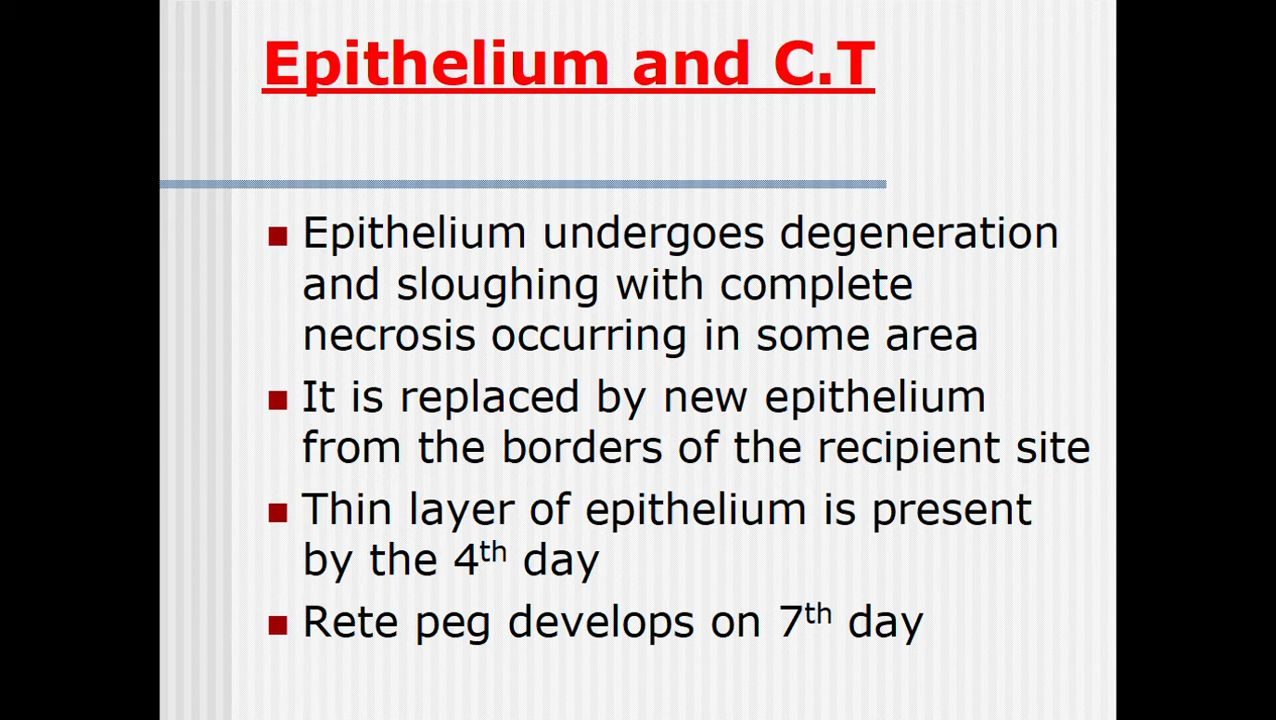 Epithelium and C.T
Epithelium undergoes degeneration
and sloughing with complete
necrosis occurring in some area
It is replaced by new epithelium
from the borders of the recipient site
Thin layer of epithelium is present
by the 4th day
Rete peg develops on 7th day